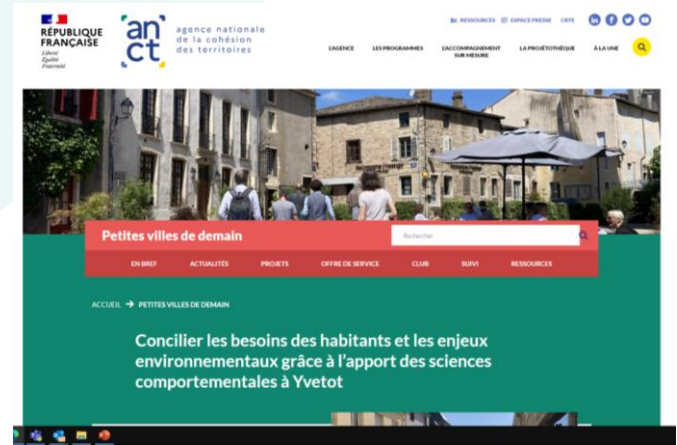 RÉPUBLIQUE
FRANÇAISE
Liberté
Égalité
Fraternité
an
ct
agence nationale
de la cohésion
des territoires
RESSOURCES ESPACE PRESSE CRTE
L'AGENCE LES PROGRAMMES L'ACCOMPAGNEMENT SUR MESURE LA PROJÉTOTHÈQUE À LA UNE
Petites villes de demain
Rechercher
EN BREF ACTUALITÉS PROJETS OFFRE DE SERVICE CLUB SUIVI RESSOURCES
ACCUEIL → PETITES VILLES DE DEMAIN
Concilier les besoins des habitants et les enjeux
environnementaux grâce à l'apport des sciences
comportementales à Yvetot